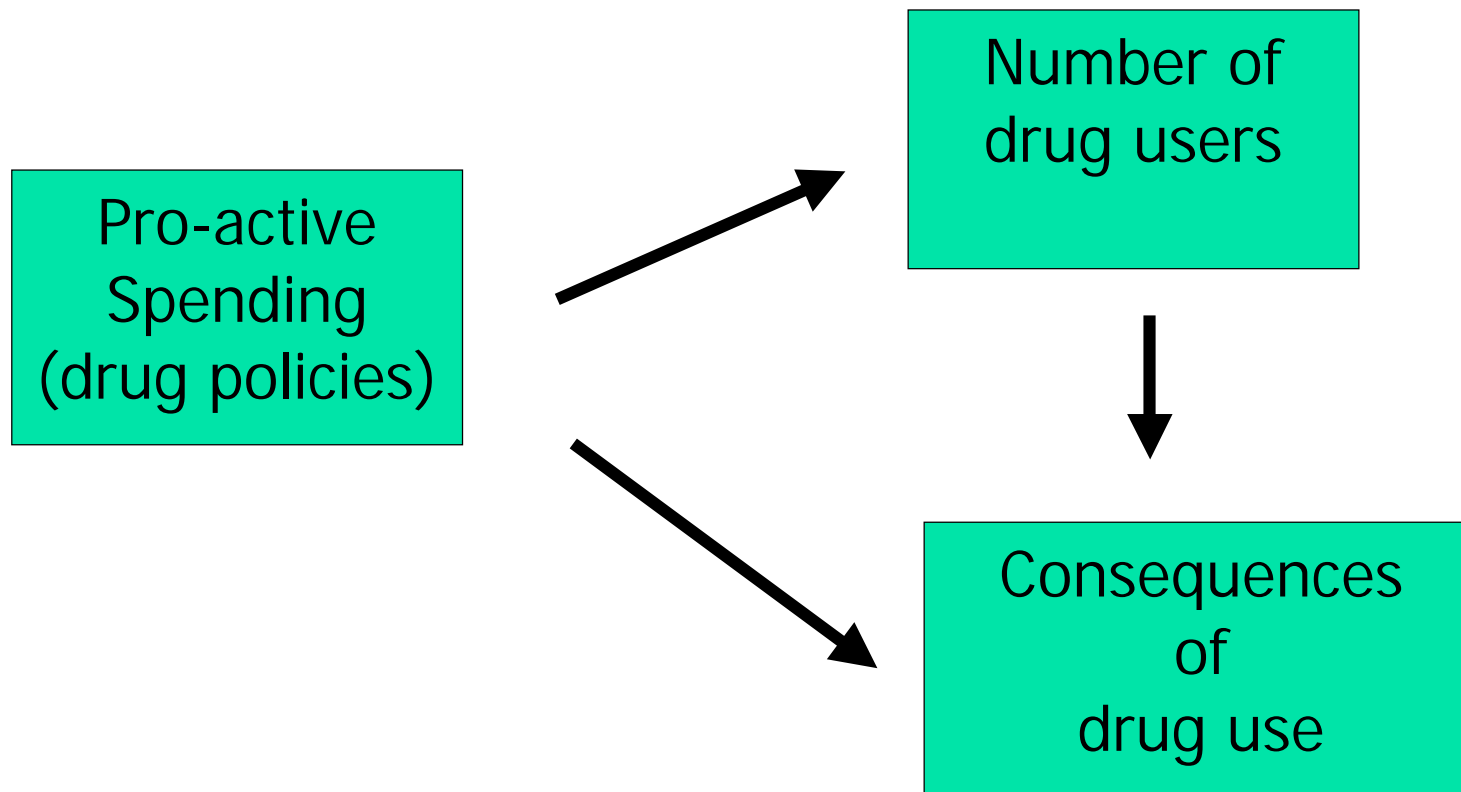 Number of
drug users
Pro-active
Spending
(drug policies)
Consequences
of
drug use